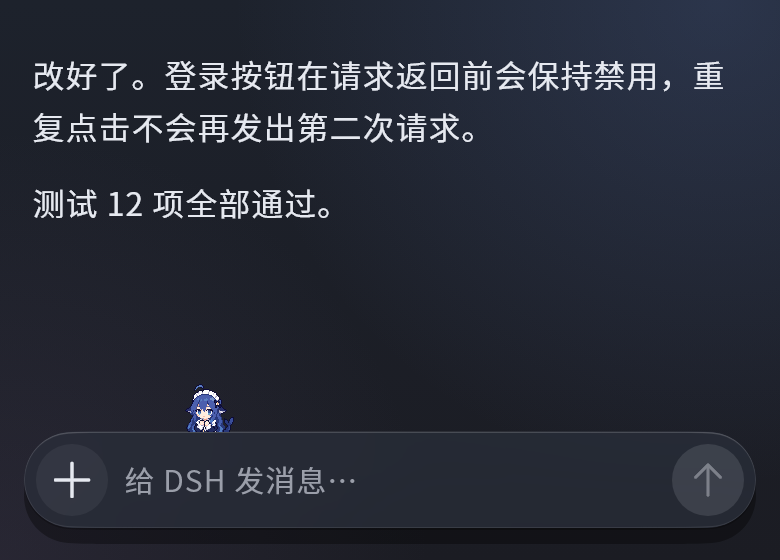 改好了。登录按钮在请求返回前会保持禁用，重
复点击不会再发出第二次请求。
测试 12 项全部通过。
给 DSH 发消息…